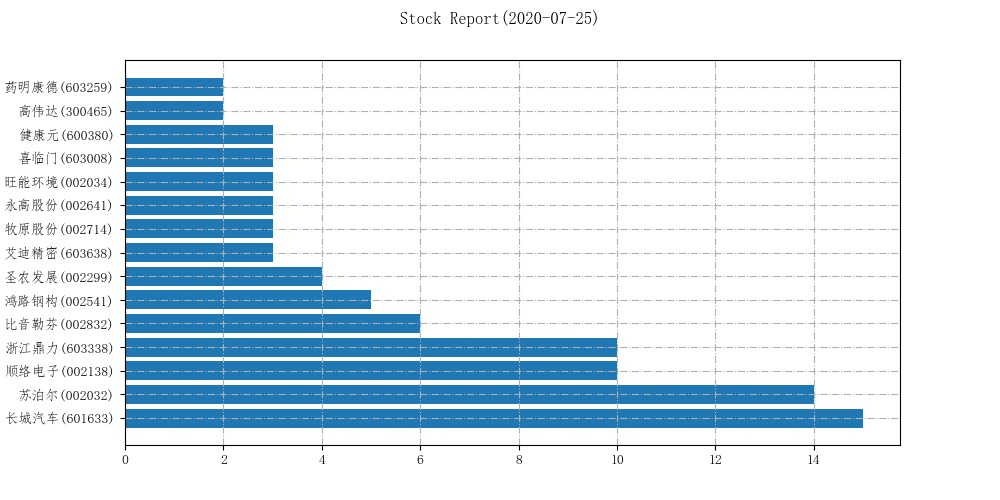 Stock Report(2020-07-25)
药明康德(603259)
高伟达(300465)
健康元(600380)
喜临门(603008)
旺能环境(002034)
永高股份(002641)
牧原股份(002714)
艾迪精密(603638)
圣农发展(002299)
鸿路钢构(002541)
比音勒芬(002832)
浙江鼎力(603338)
顺络电子(002138)
苏泊尔(002032)
长城汽车(601633)
0 2 4 6 8 10 12 14